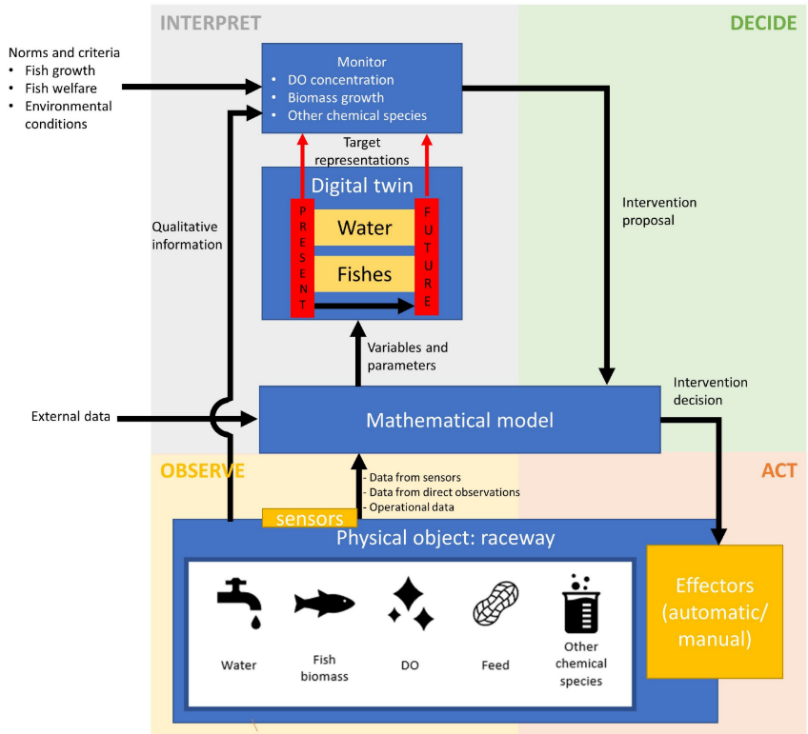 INTERPRET
DECIDE
Norms and criteria
• Fish growth
• Fish welfare
• Environmental
conditions
Monitor
• DO concentration
• Biomass growth
• Other chemical species
Target
representations
Digital twin
PRESENT
Water
Fishes
FUTURE
Qualitative
information
Intervention
proposal
Variables and
parameters
Intervention
decision
External data
Mathematical model
OBSERVE
ACT
- Data from sensors
- Data from direct observations
- Operational data
sensors
Physical object: raceway
Effectors
(automatic/
manual)
Water
Fish
biomass
DO
Feed
Other
chemical
species